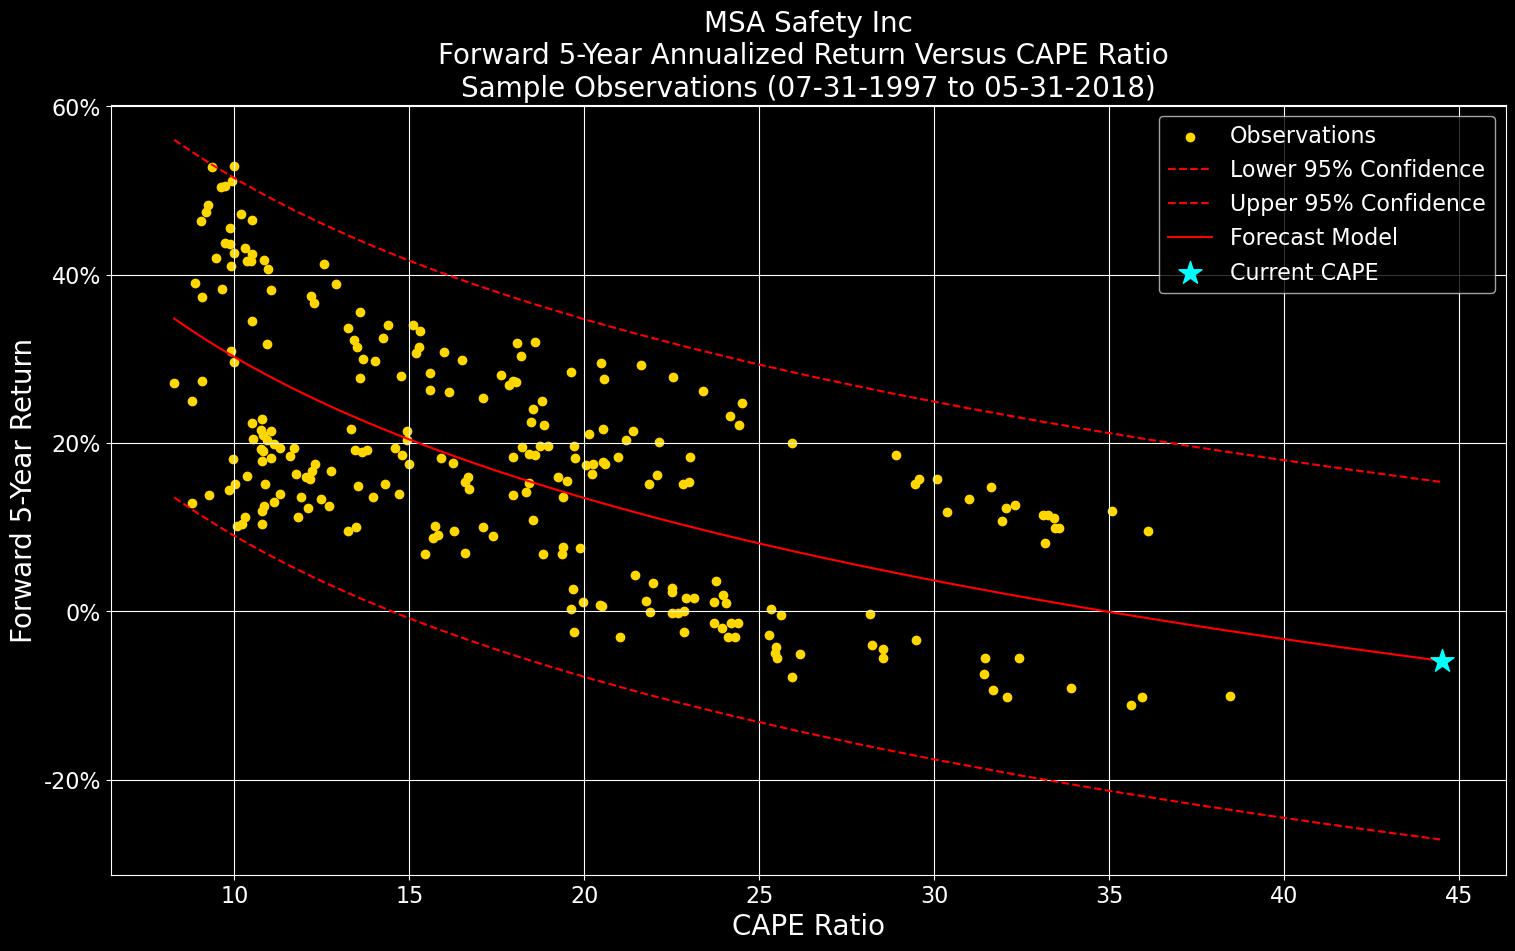 MSA Safety Inc
Forward 5-Year Annualized Return Versus CAPE Ratio
Sample Observations (07-31-1997 to 05-31-2018)
60%
40%
20%
0%
-20%
Forward 5-Year Return
Observations
Lower 95% Confidence
Upper 95% Confidence
Forecast Model
Current CAPE
10 15 20 25 30 35 40 45
CAPE Ratio